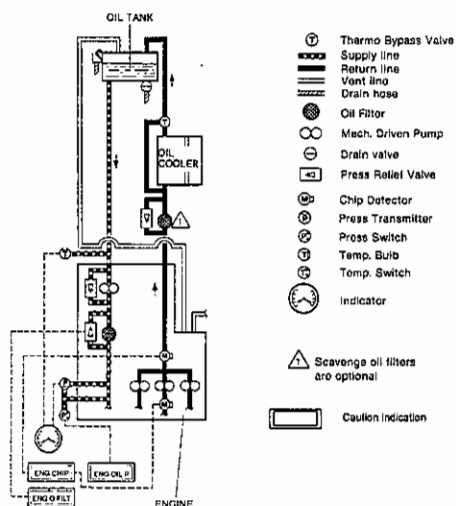 OIL TANK
T
OIL
COOLER
T
M
M
P
P
ENG CHIP
ENG OIL P
ENG O FILT
ENGINE
T Thermo Bypass Valve
Supply line
Return line
Vent line
Drain hose
Oil Filter
Mech. Driven Pump
Drain valve
Press Relief Valve
M Chip Detector
P Press Transmitter
P Press Switch
T Temp. Bulb
T Temp. Switch
Indicator
1 Scavenge oil filters
are optional
Caution Indication